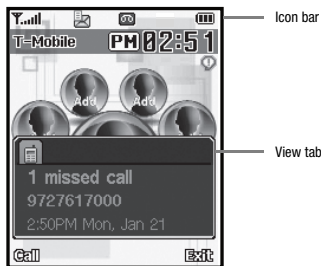 Icon bar
T-Mobile PM 02:51
Add Add
View tab
1 missed call
9727617000
2:50PM Mon, Jan 21
Call Exit